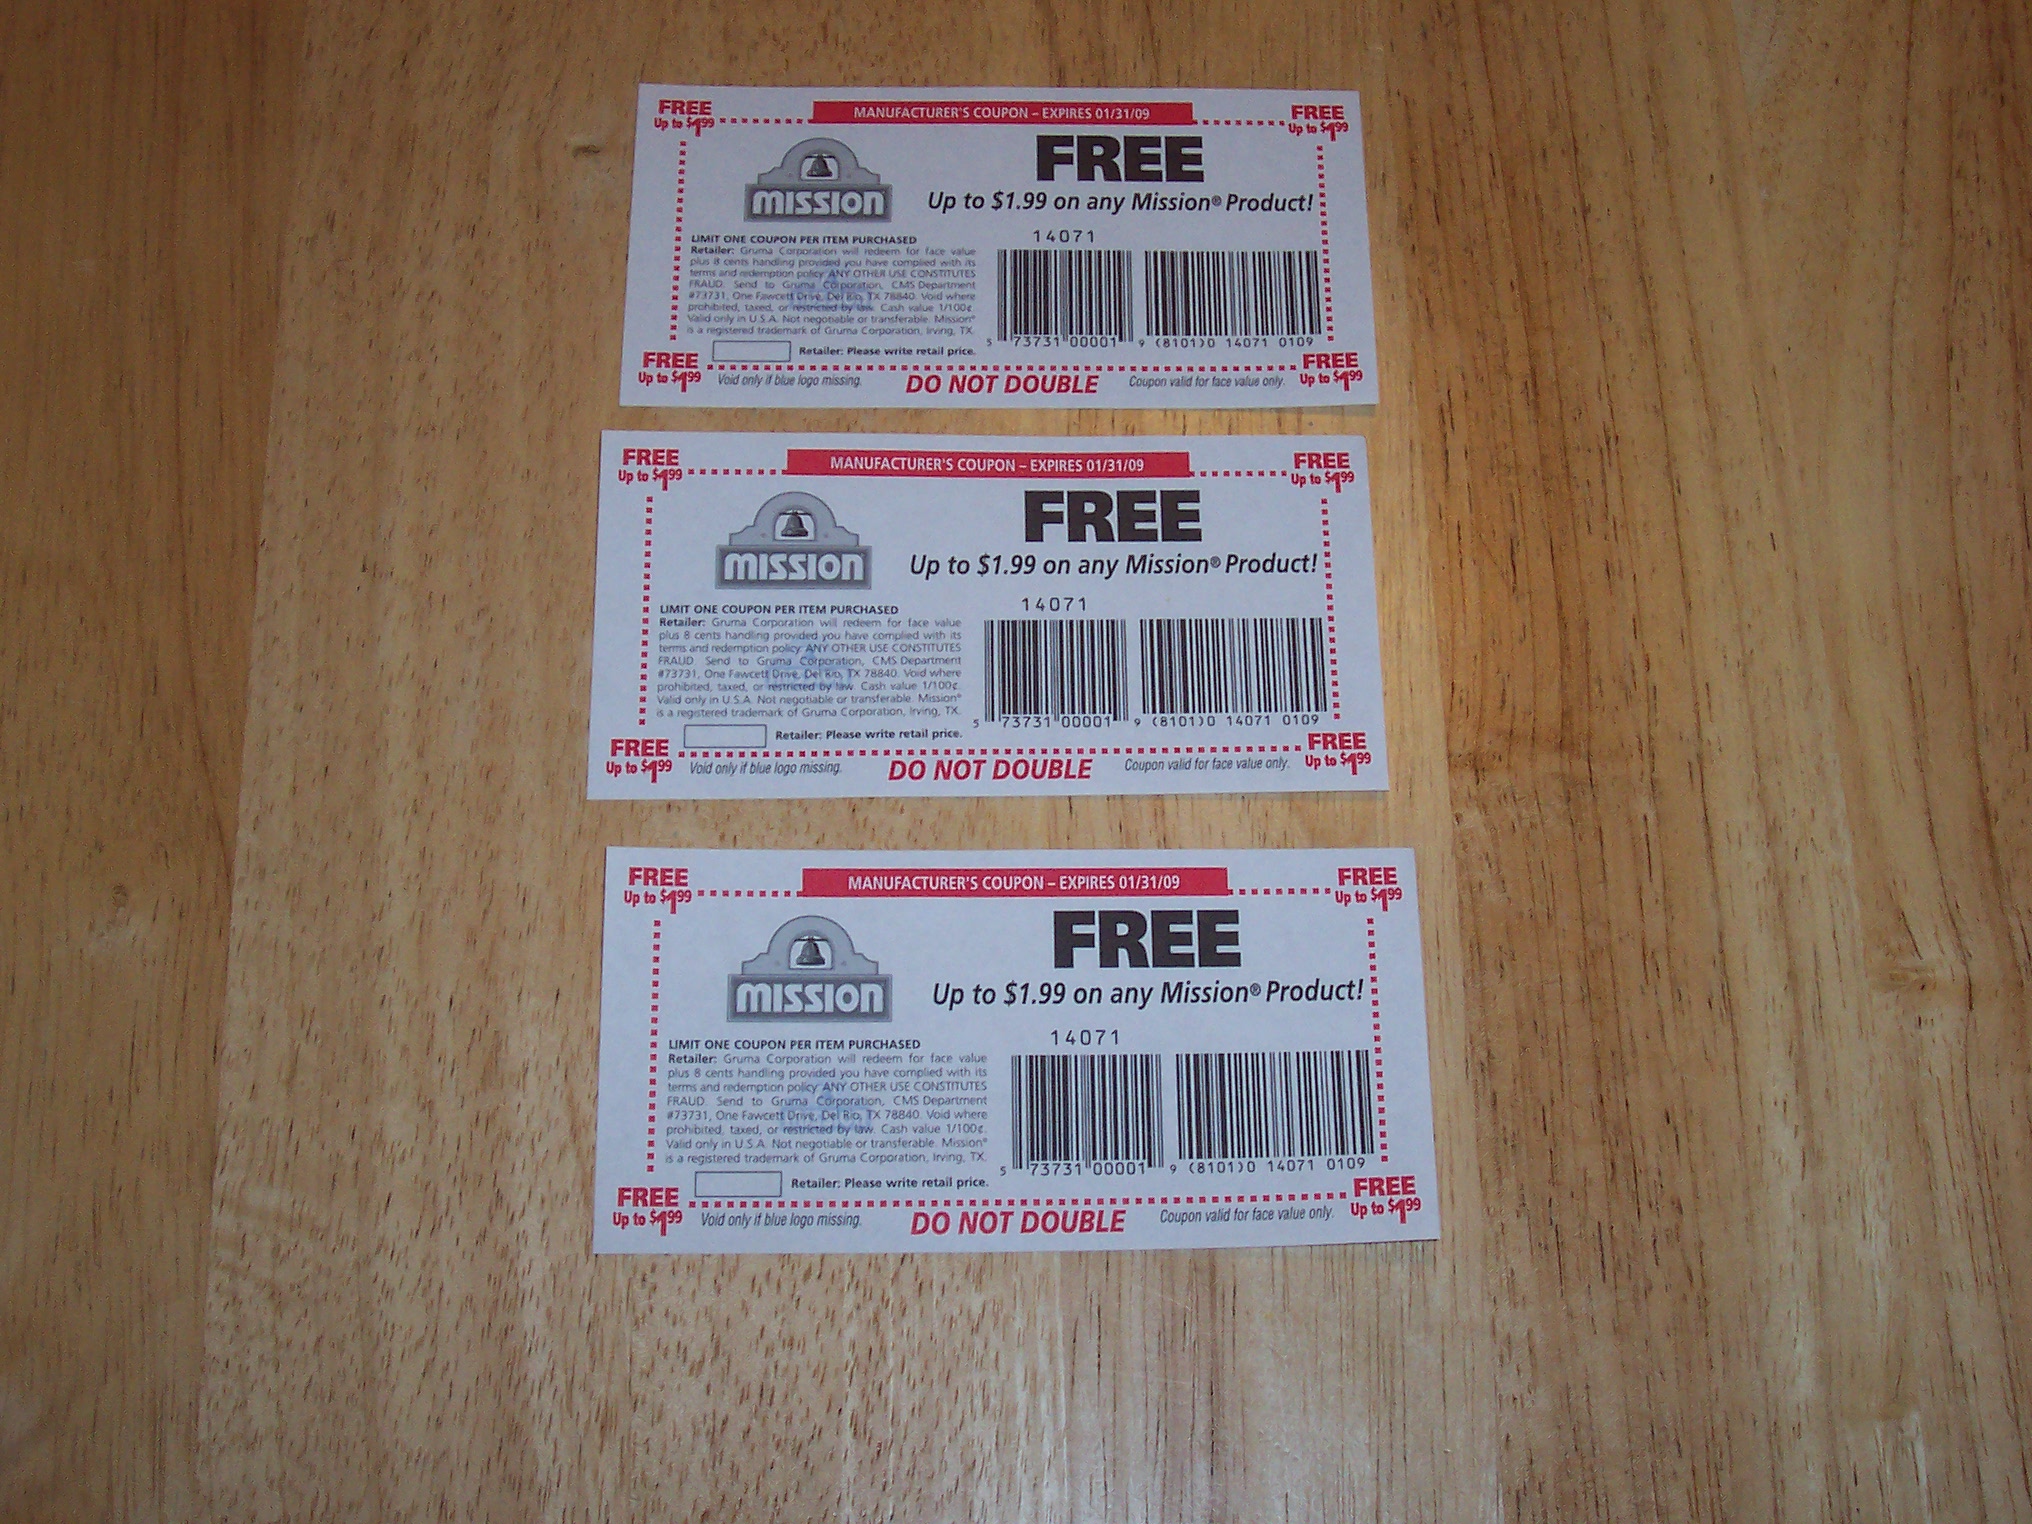 FREE
Up to $1.99
MANUFACTURER'S COUPON – EXPIRES 01/31/09
FREE
Up to $1.99
MISSION
FREE
Up to $1.99 on any Mission® Product!
14071
LIMIT ONE COUPON PER ITEM PURCHASED
Retailer: Gruma Corporation will redeem for face value
plus 8 cents handling provided you have complied with its
terms and redemption policy. ANY OTHER USE CONSTITUTES
FRAUD. Send to Gruma Corporation, CMS Department
#73731, One Fawcett Drive, Del Rio, TX 78840. Void where
prohibited, taxed, or restricted by law. Cash value 1/100¢.
Valid only in U.S.A. Not negotiable or transferable. Mission®
is a registered trademark of Gruma Corporation, Irving, TX.
Retailer: Please write retail price.
5 73731 00001 9 (8101)0 14071 0109
FREE
Up to $1.99
Void only if blue logo missing.
DO NOT DOUBLE
Coupon valid for face value only.
FREE
Up to $1.99
FREE
Up to $1.99
MANUFACTURER'S COUPON – EXPIRES 01/31/09
FREE
Up to $1.99
MISSION
FREE
Up to $1.99 on any Mission® Product!
14071
LIMIT ONE COUPON PER ITEM PURCHASED
Retailer: Gruma Corporation will redeem for face value
plus 8 cents handling provided you have complied with its
terms and redemption policy. ANY OTHER USE CONSTITUTES
FRAUD. Send to Gruma Corporation, CMS Department
#73731, One Fawcett Drive, Del Rio, TX 78840. Void where
prohibited, taxed, or restricted by law. Cash value 1/100¢.
Valid only in U.S.A. Not negotiable or transferable. Mission®
is a registered trademark of Gruma Corporation, Irving, TX.
Retailer: Please write retail price.
5 73731 00001 9 (8101)0 14071 0109
FREE
Up to $1.99
Void only if blue logo missing.
DO NOT DOUBLE
Coupon valid for face value only.
FREE
Up to $1.99
FREE
Up to $1.99
MANUFACTURER'S COUPON – EXPIRES 01/31/09
FREE
Up to $1.99
MISSION
FREE
Up to $1.99 on any Mission® Product!
14071
LIMIT ONE COUPON PER ITEM PURCHASED
Retailer: Gruma Corporation will redeem for face value
plus 8 cents handling provided you have complied with its
terms and redemption policy. ANY OTHER USE CONSTITUTES
FRAUD. Send to Gruma Corporation, CMS Department
#73731, One Fawcett Drive, Del Rio, TX 78840. Void where
prohibited, taxed, or restricted by law. Cash value 1/100¢.
Valid only in U.S.A. Not negotiable or transferable. Mission®
is a registered trademark of Gruma Corporation, Irving, TX.
Retailer: Please write retail price.
5 73731 00001 9 (8101)0 14071 0109
FREE
Up to $1.99
Void only if blue logo missing.
DO NOT DOUBLE
Coupon valid for face value only.
FREE
Up to $1.99